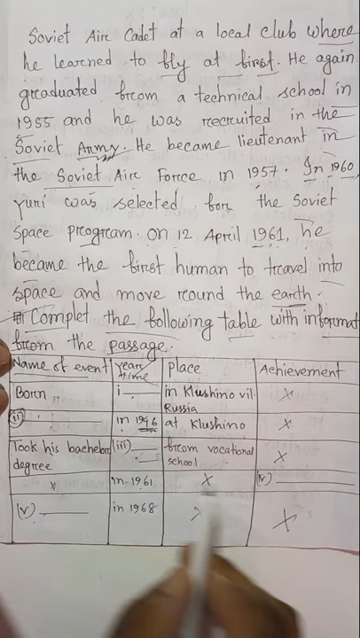 Soviet Air Cadet at a local club where
he learned to fly at first. He again
graduated from a technical school in
1955 and he was recruited in the
Soviet Army. He became lieutenant in
the Soviet Air Force in 1957. In 1960,
Yuri was selected for the Soviet
space program. On 12 April 1961, he
became the first human to travel into
space and move round the earth.
Complet the following table with informat
from the passage.
Name of event year/time place Achievement
Born i in Klushino vil Russia x
(ii) in 1946 at Klushino x
Took his bachelor degree (iii) from vocational school x
x in 1961 x iv)
(v) in 1968 x x